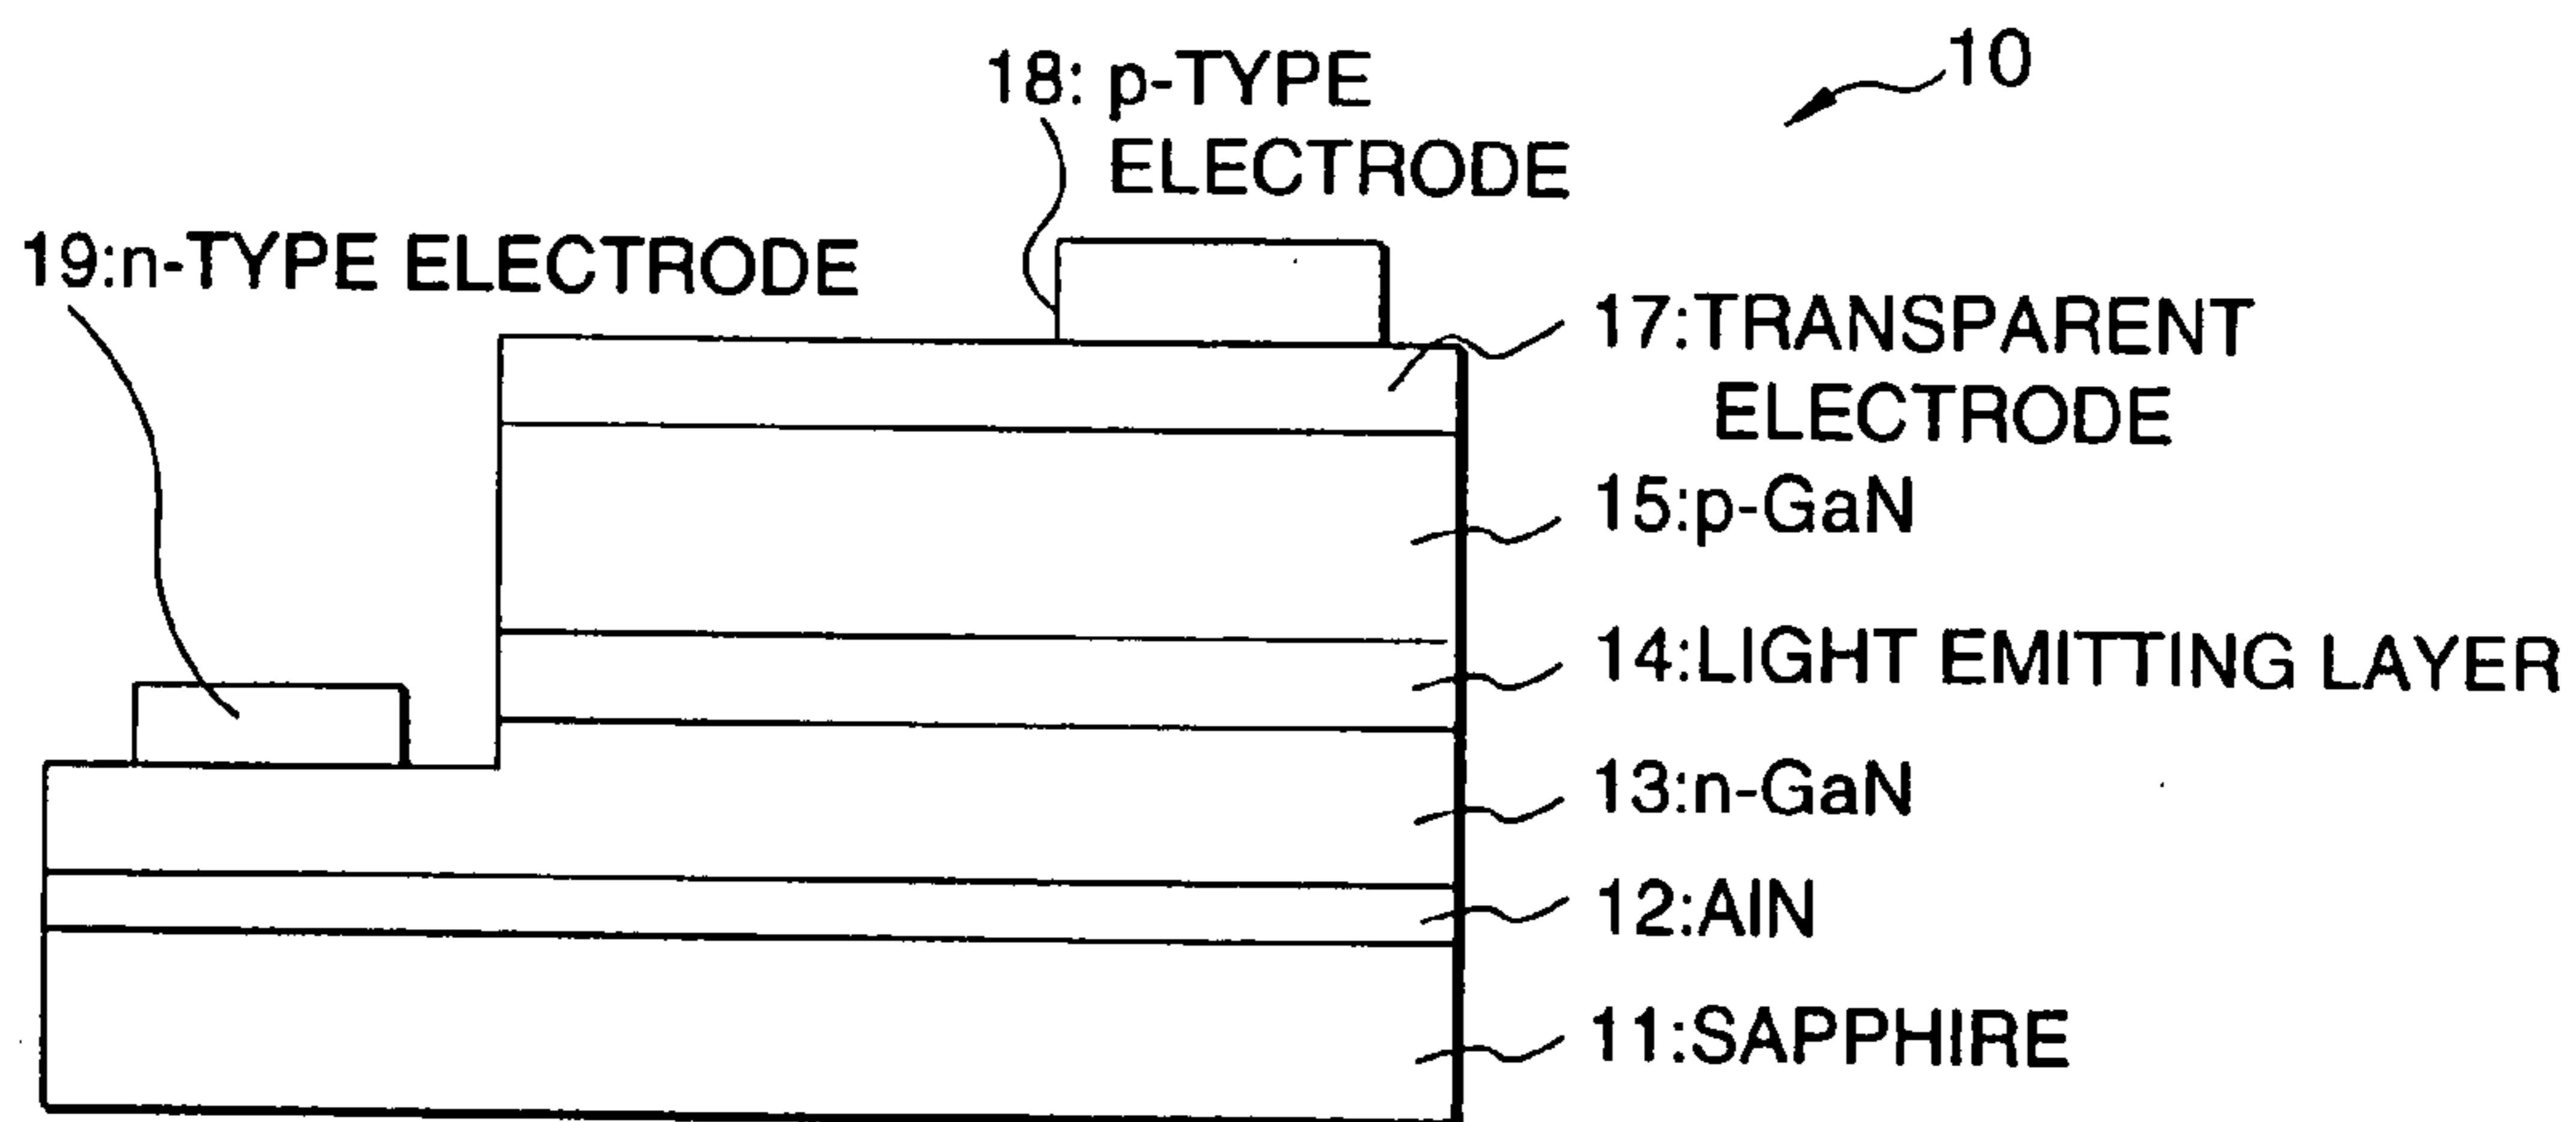 10
18: p-TYPE
ELECTRODE
19:n-TYPE ELECTRODE
17:TRANSPARENT
ELECTRODE
15:p-GaN
14:LIGHT EMITTING LAYER
13:n-GaN
12:AlN
11:SAPPHIRE